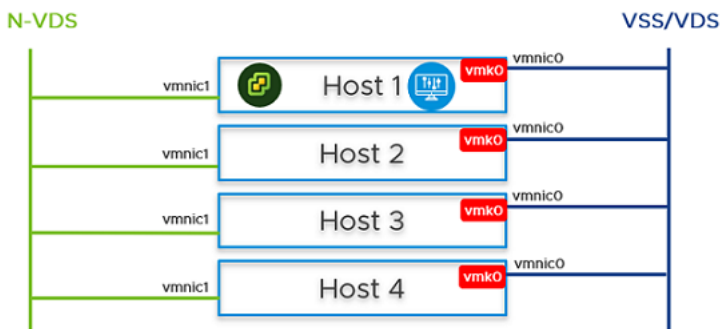 N-VDS VSS/VDS
vmnic1 Host 1 vmk0 vmnic0
vmnic1 Host 2 vmk0 vmnic0
vmnic1 Host 3 vmk0 vmnic0
vmnic1 Host 4 vmk0 vmnic0